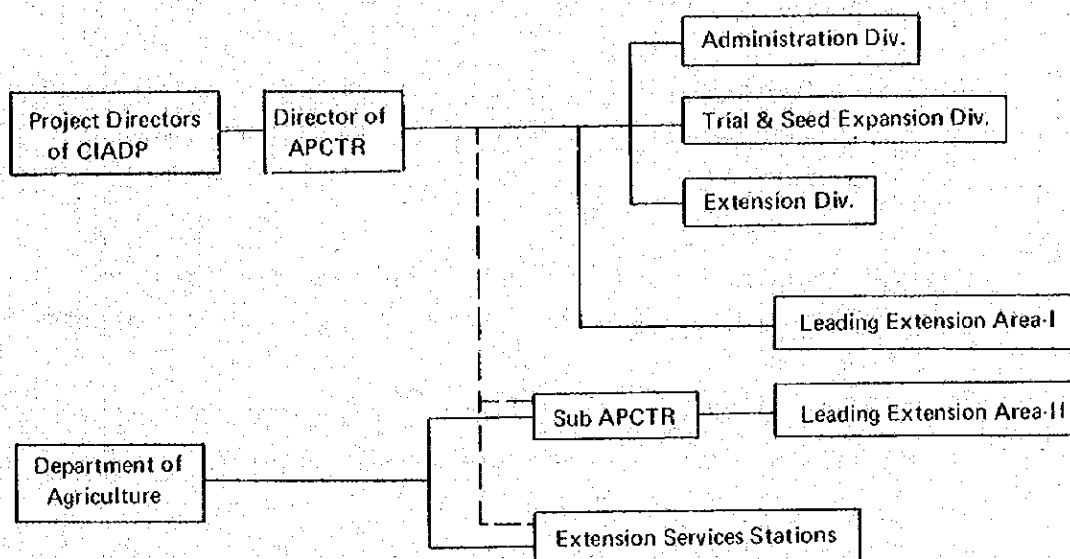 Administration Div.
Project Directors
of CIADP
Director of
APCTR
Trial & Seed Expansion Div.
Extension Div.
Leading Extension Area-I
Sub APCTR
Leading Extension Area-II
Department of
Agriculture
Extension Services Stations